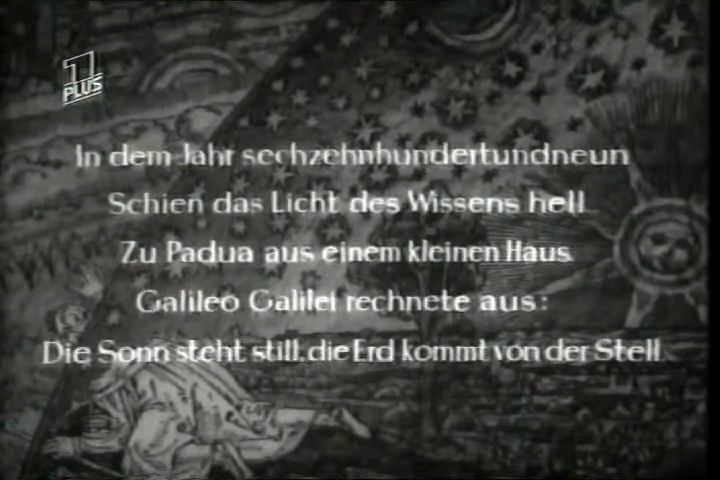 1
PLUS
In dem Jahr sechzehnhundertundneun
Schien das Licht des Wissens hell
Zu Padua aus einem kleinen Haus
Galileo Galilei rechnete aus:
Die Sonn steht still, die Erd kommt von der Stell